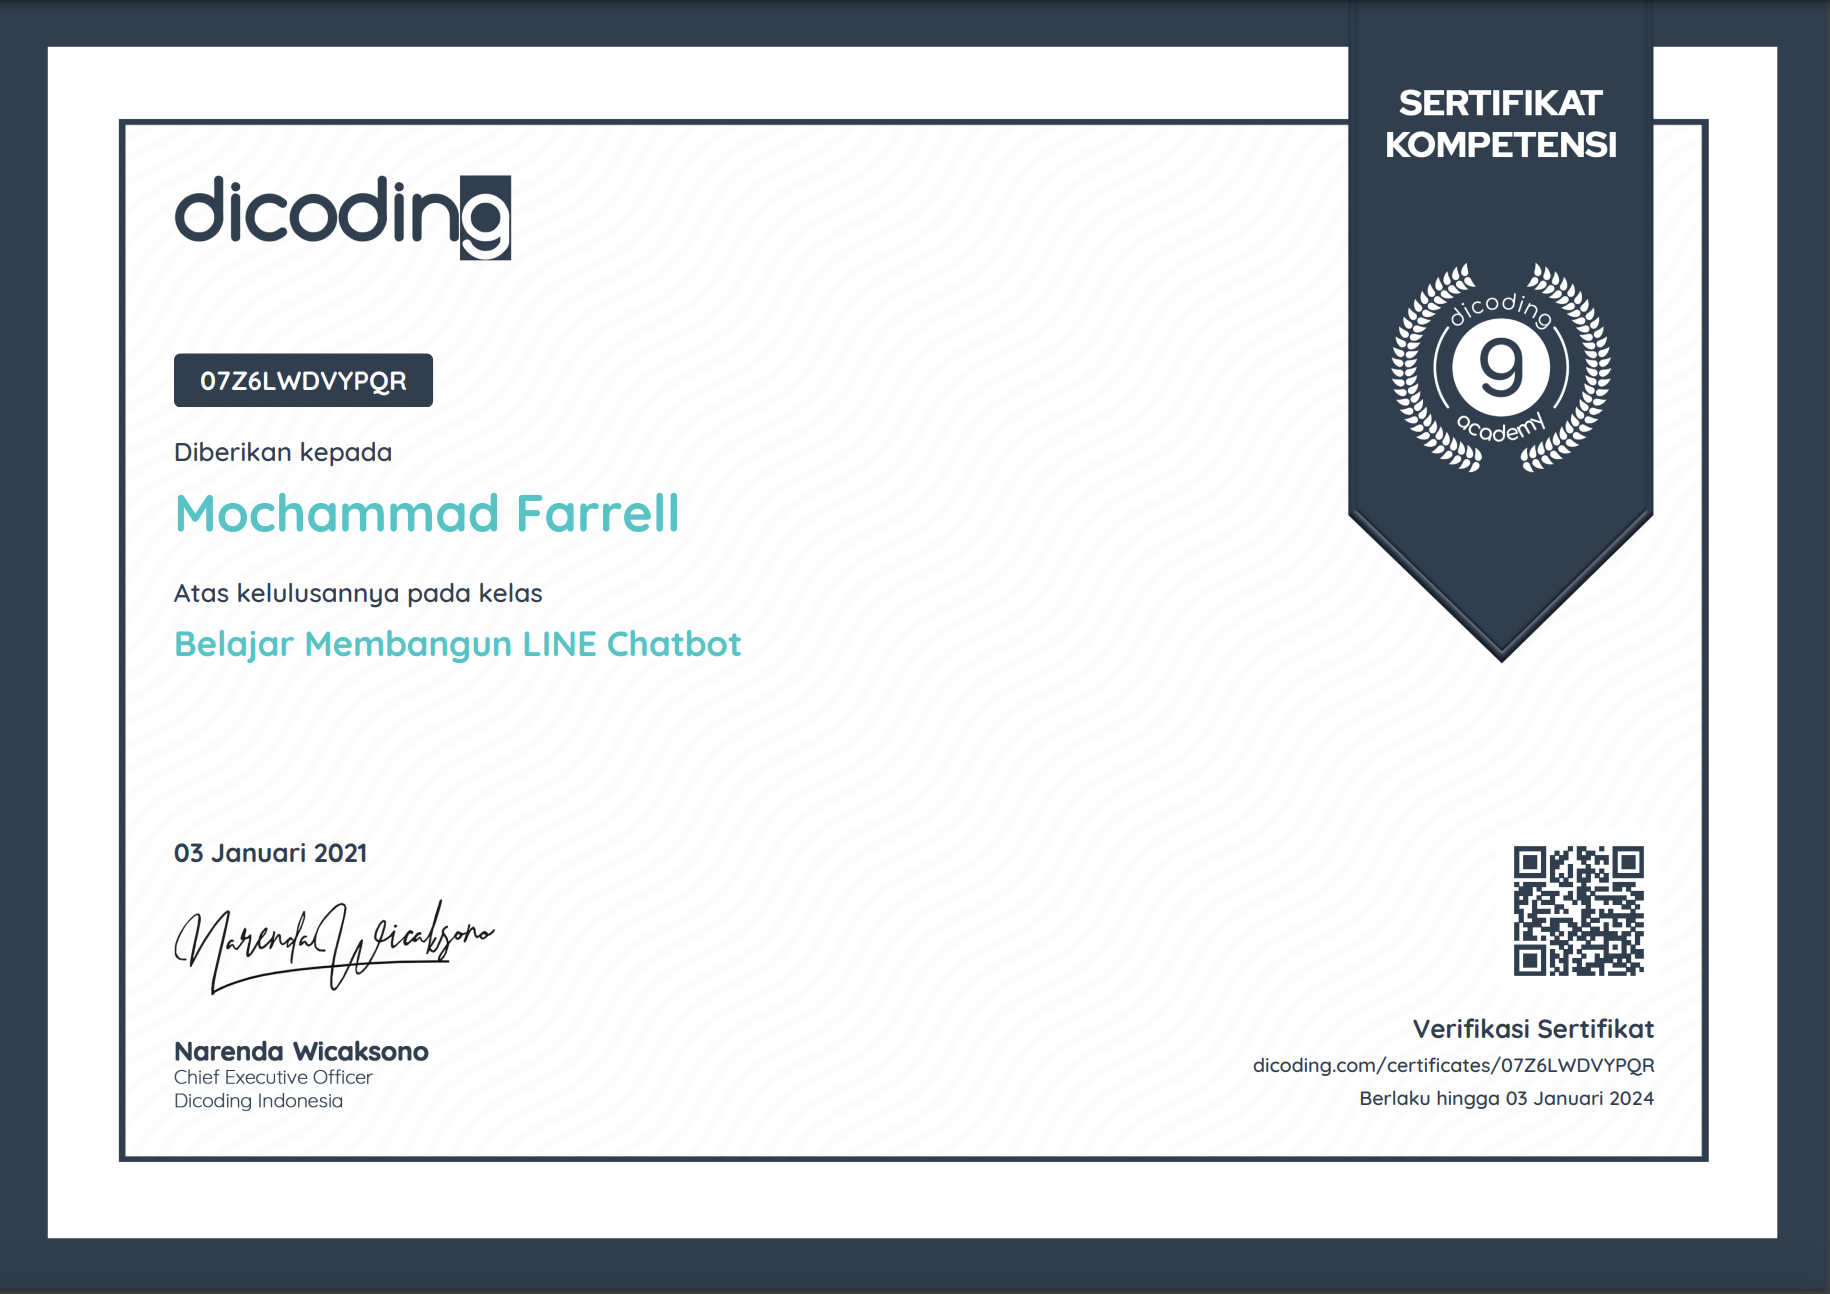 SERTIFIKAT
KOMPETENSI
dicoding
dicoding
g
academy
07Z6LWDVYPQR
Diberikan kepada
Mochammad Farrell
Atas kelulusannya pada kelas
Belajar Membangun LINE Chatbot
03 Januari 2021
Narenda Wicaksono
Narenda Wicaksono
Chief Executive Officer
Dicoding Indonesia
Verifikasi Sertifikat
dicoding.com/certificates/07Z6LWDVYPQR
Berlaku hingga 03 Januari 2024